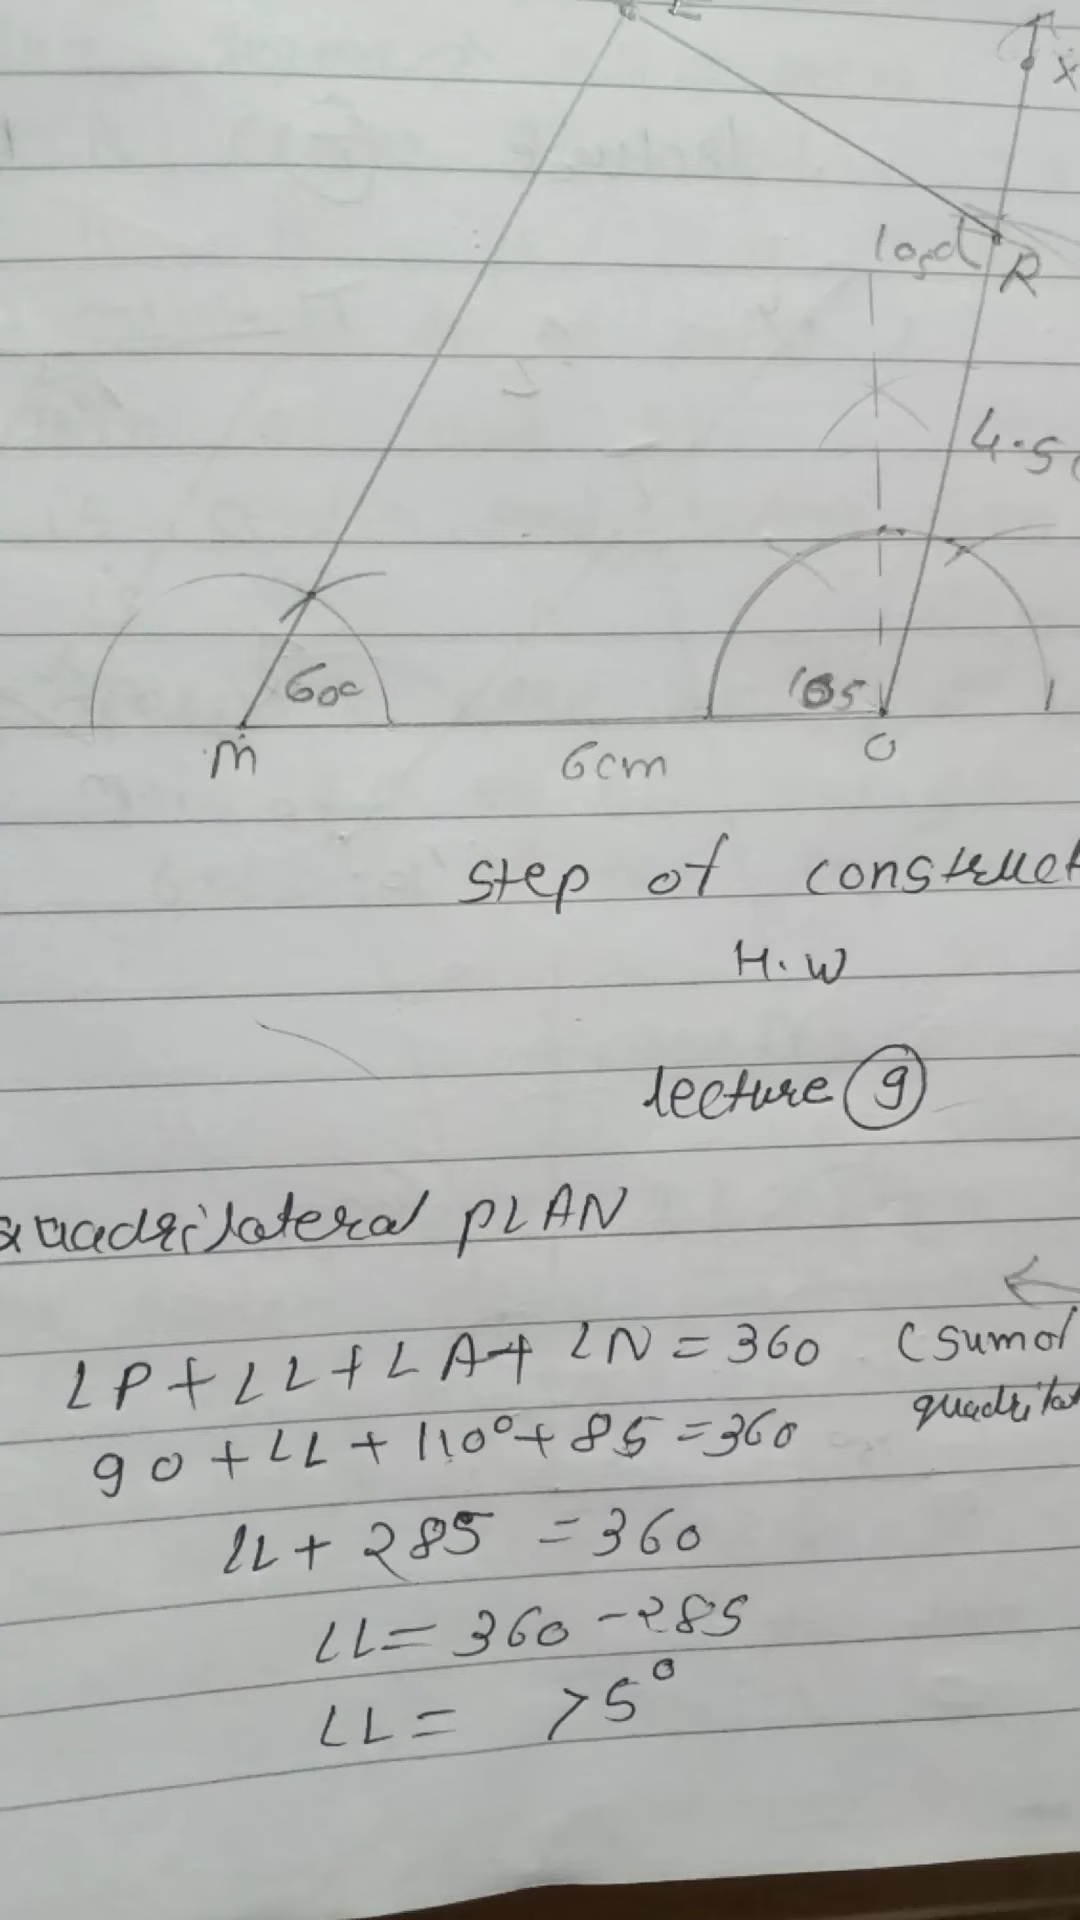 E
X
105
R
4.5
60
105
M
6cm
O
step of construct
H.W
lecture 9
quadrilateral PLAN
∠P+∠L+∠A+∠N=360 (sum of
quadrilat
90+∠L+110°+85=360
∠L+285=360
∠L=360-285
∠L= 75°